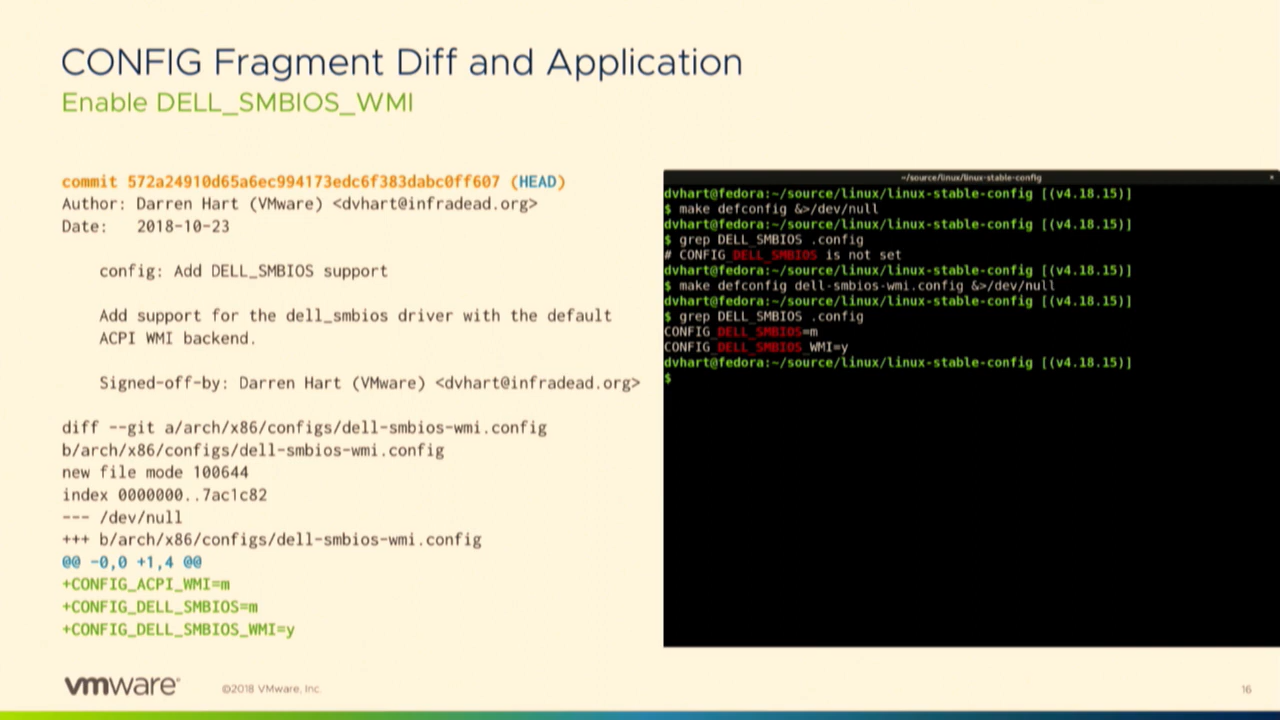 CONFIG Fragment Diff and Application
Enable DELL_SMBIOS_WMI
commit 572a24910d65a6ec994173edc6f383dabc0ff607 (HEAD)
Author: Darren Hart (VMware) <dvhart@infradead.org>
Date:   2018-10-23
config: Add DELL_SMBIOS support
Add support for the dell_smbios driver with the default
ACPI WMI backend.
Signed-off-by: Darren Hart (VMware) <dvhart@infradead.org>
diff --git a/arch/x86/configs/dell-smbios-wmi.config
b/arch/x86/configs/dell-smbios-wmi.config
new file mode 100644
index 0000000..7ac1c82
--- /dev/null
+++ b/arch/x86/configs/dell-smbios-wmi.config
@@ -0,0 +1,4 @@
+CONFIG_ACPI_WMI=m
+CONFIG_DELL_SMBIOS=m
+CONFIG_DELL_SMBIOS_WMI=y
~/source/linux/linux-stable-config
dvhart@fedora:~/source/linux/linux-stable-config [(v4.18.15)]
$ make defconfig &>/dev/null
dvhart@fedora:~/source/linux/linux-stable-config [(v4.18.15)]
$ grep DELL_SMBIOS .config
# CONFIG_DELL_SMBIOS is not set
dvhart@fedora:~/source/linux/linux-stable-config [(v4.18.15)]
$ make defconfig dell-smbios-wmi.config &>/dev/null
dvhart@fedora:~/source/linux/linux-stable-config [(v4.18.15)]
$ grep DELL_SMBIOS .config
CONFIG_DELL_SMBIOS=m
CONFIG_DELL_SMBIOS_WMI=y
dvhart@fedora:~/source/linux/linux-stable-config [(v4.18.15)]
$
vmware®
©2018 VMware, Inc.
16